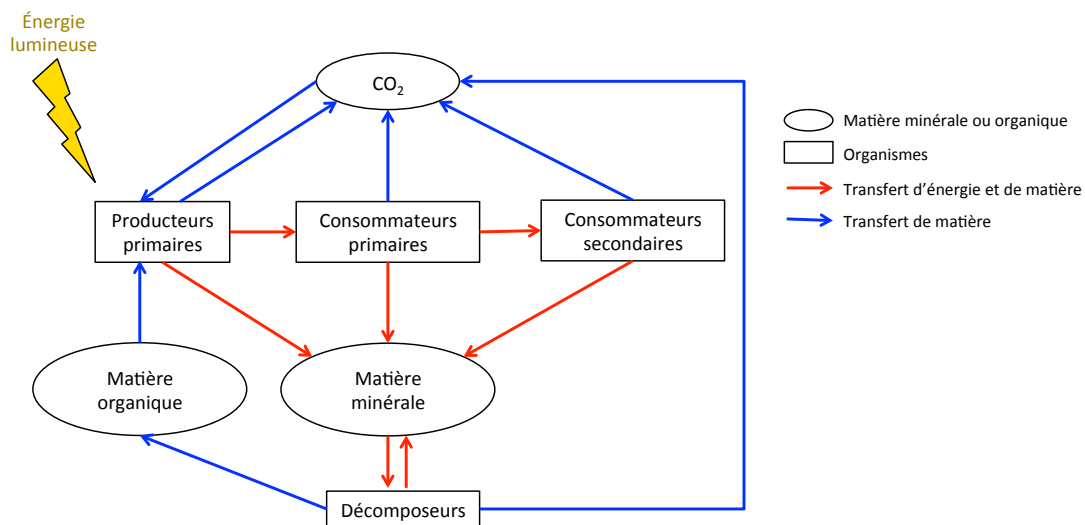 Énergie
lumineuse
CO₂
Matière minérale ou organique
Organismes
Transfert d'énergie et de matière
Transfert de matière
Producteurs
primaires
Consommateurs
primaires
Consommateurs
secondaires
Matière
organique
Matière
minérale
Décomposeurs